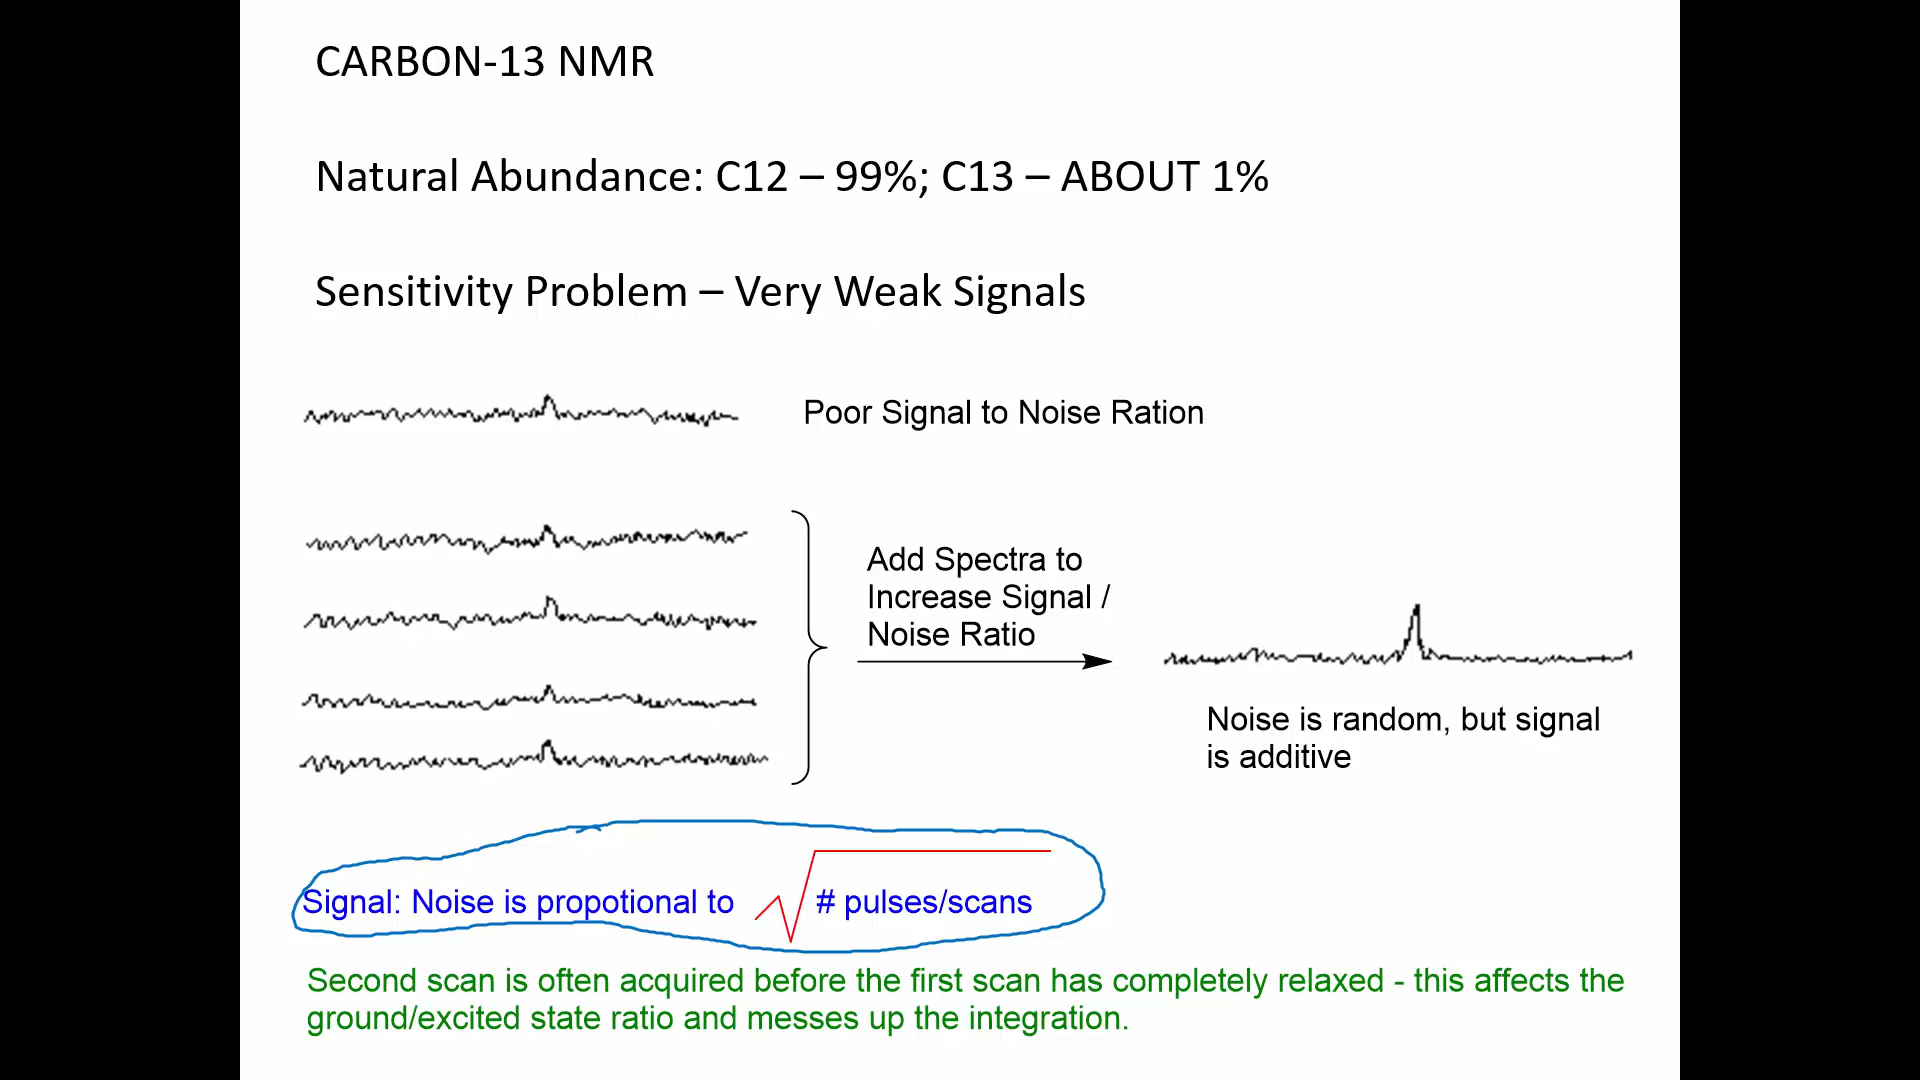 CARBON-13 NMR
Natural Abundance: C12 – 99%; C13 – ABOUT 1%
Sensitivity Problem – Very Weak Signals
Poor Signal to Noise Ration
Add Spectra to
Increase Signal /
Noise Ratio
Noise is random, but signal
is additive
Signal: Noise is propotional to √ # pulses/scans
Second scan is often acquired before the first scan has completely relaxed - this affects the
ground/excited state ratio and messes up the integration.